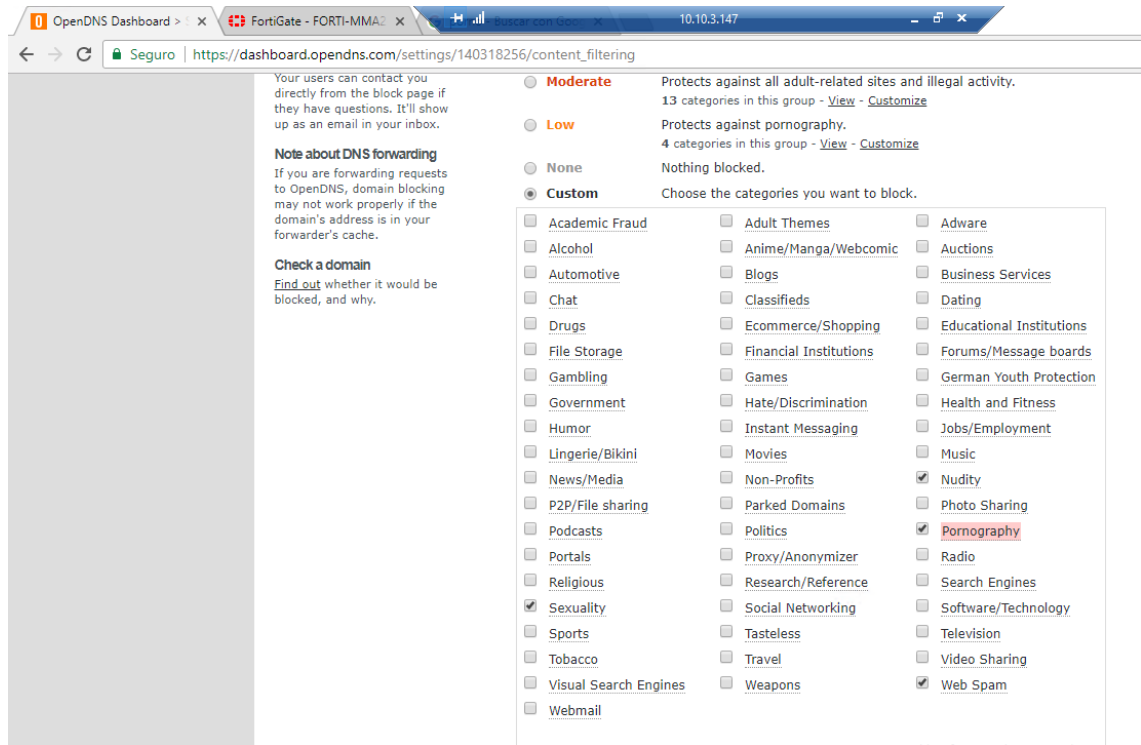 OpenDNS Dashboard > FortiGate - FORTI-MMA2 Buscar con Goo 10.10.3.147
Seguro | https://dashboard.opendns.com/settings/140318256/content_filtering
Your users can contact you
directly from the block page if
they have questions. It'll show
up as an email in your inbox.
Note about DNS forwarding
If you are forwarding requests
to OpenDNS, domain blocking
may not work properly if the
domain's address is in your
forwarder's cache.
Check a domain
Find out whether it would be
blocked, and why.
Moderate Protects against all adult-related sites and illegal activity.
13 categories in this group - View - Customize
Low Protects against pornography.
4 categories in this group - View - Customize
None Nothing blocked.
Custom Choose the categories you want to block.
Academic Fraud Adult Themes Adware
Alcohol Anime/Manga/Webcomic Auctions
Automotive Blogs Business Services
Chat Classifieds Dating
Drugs Ecommerce/Shopping Educational Institutions
File Storage Financial Institutions Forums/Message boards
Gambling Games German Youth Protection
Government Hate/Discrimination Health and Fitness
Humor Instant Messaging Jobs/Employment
Lingerie/Bikini Movies Music
News/Media Non-Profits Nudity
P2P/File sharing Parked Domains Photo Sharing
Podcasts Politics Pornography
Portals Proxy/Anonymizer Radio
Religious Research/Reference Search Engines
Sexuality Social Networking Software/Technology
Sports Tasteless Television
Tobacco Travel Video Sharing
Visual Search Engines Weapons Web Spam
Webmail